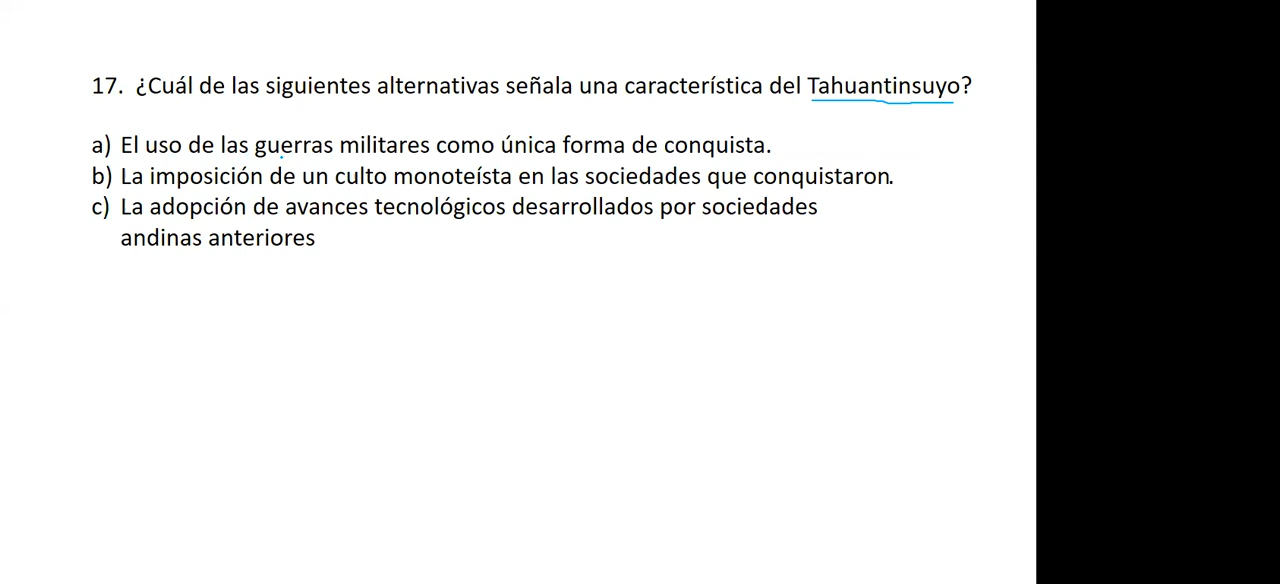 17. ¿Cuál de las siguientes alternativas señala una característica del Tahuantinsuyo?
a) El uso de las guerras militares como única forma de conquista.
b) La imposición de un culto monoteísta en las sociedades que conquistaron.
c) La adopción de avances tecnológicos desarrollados por sociedades
andinas anteriores